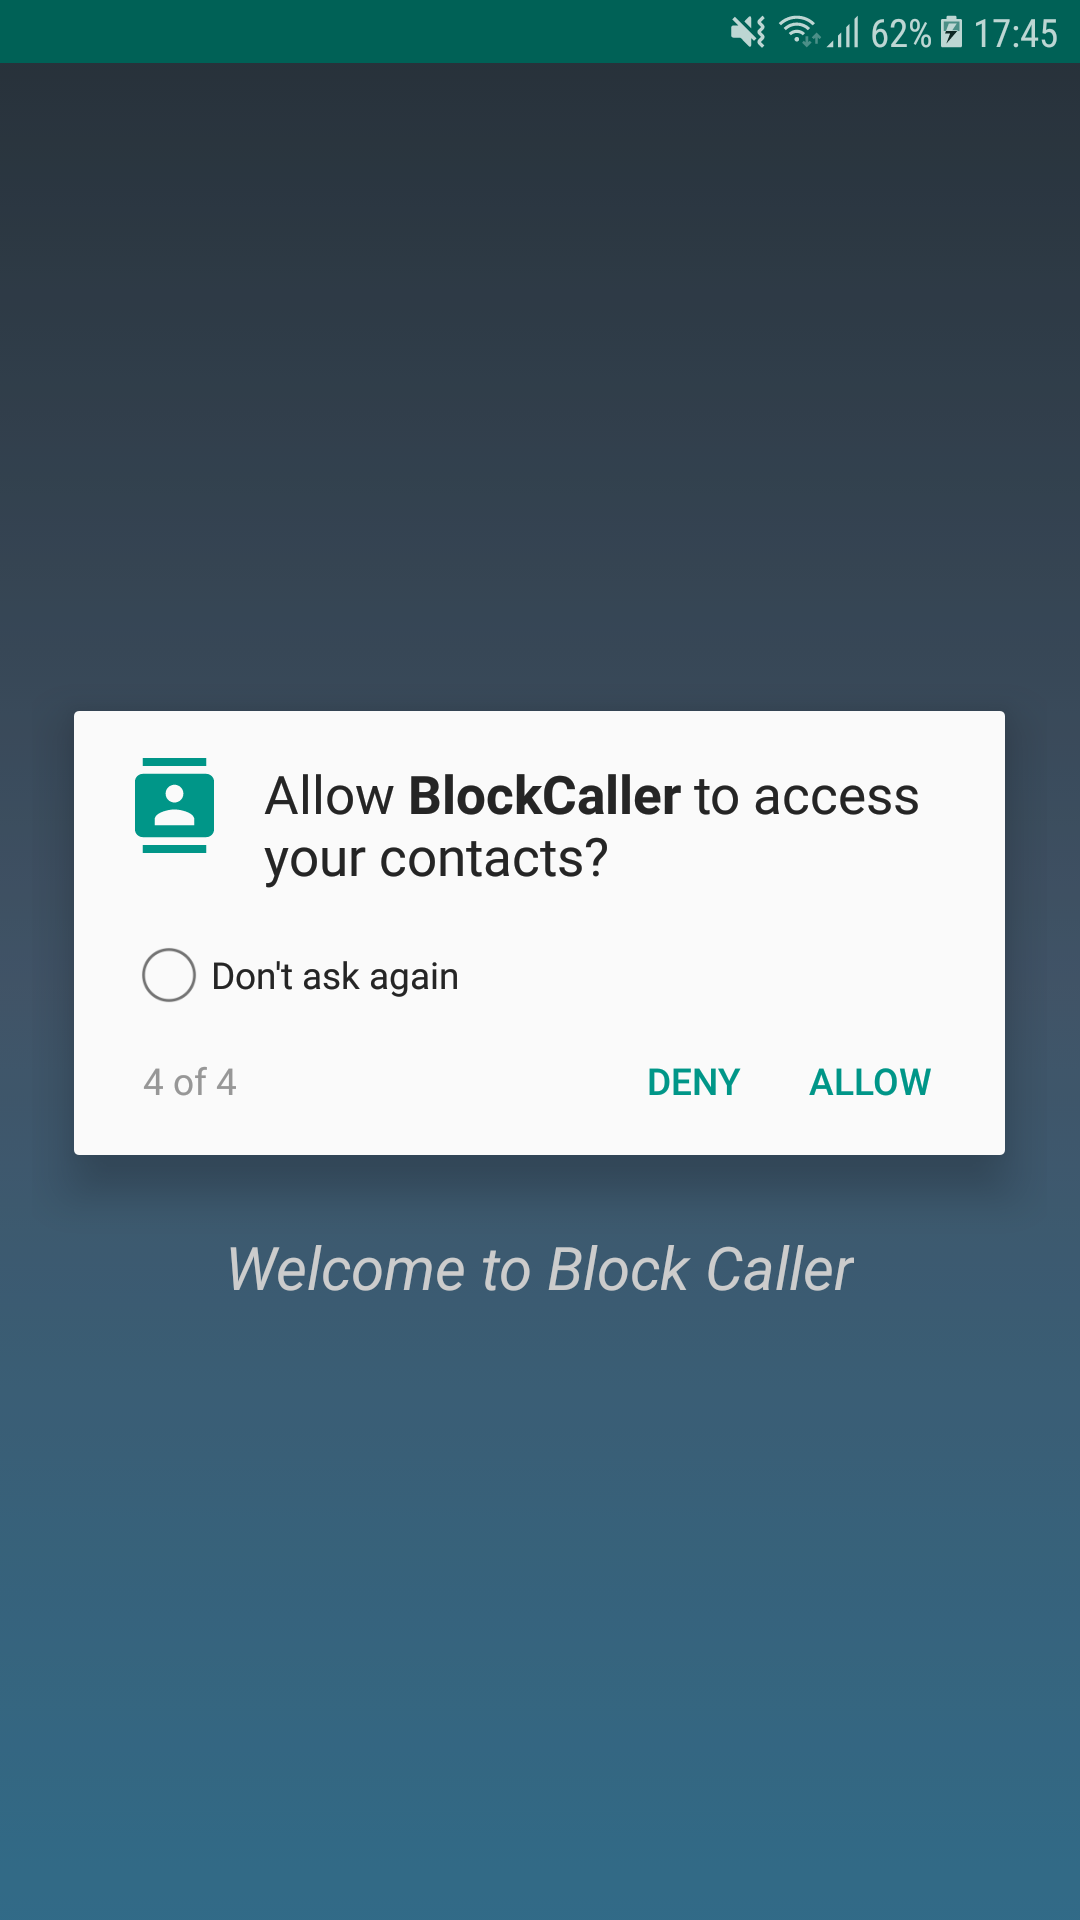 62% 17:45
Allow BlockCaller to access
your contacts?
Don't ask again
4 of 4 DENY ALLOW
Welcome to Block Caller